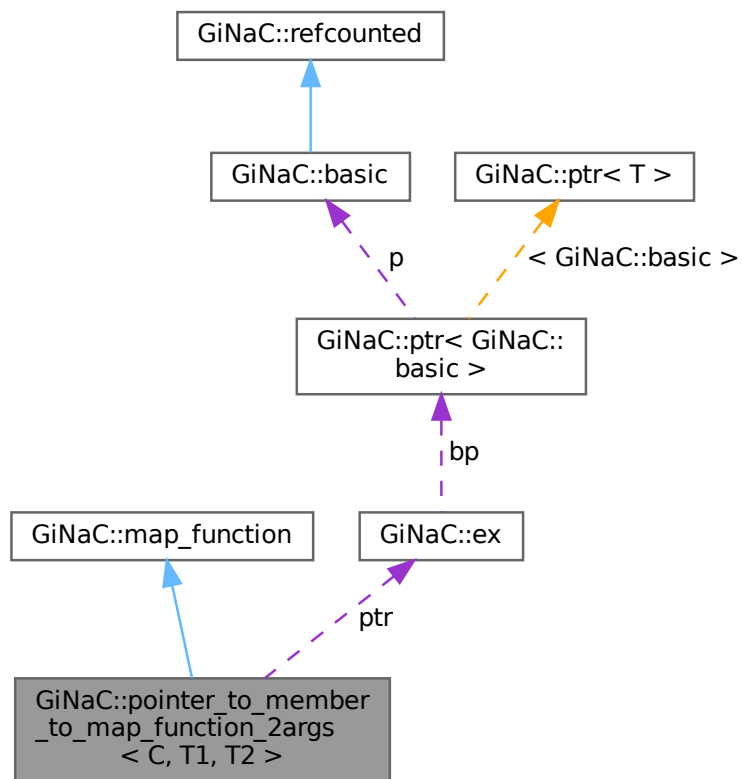 GiNaC::refcounted
GiNaC::basic
GiNaC::ptr< T >
p
< GiNaC::basic >
GiNaC::ptr< GiNaC::
basic >
bp
GiNaC::map_function
GiNaC::ex
ptr
GiNaC::pointer_to_member
_to_map_function_2args
< C, T1, T2 >